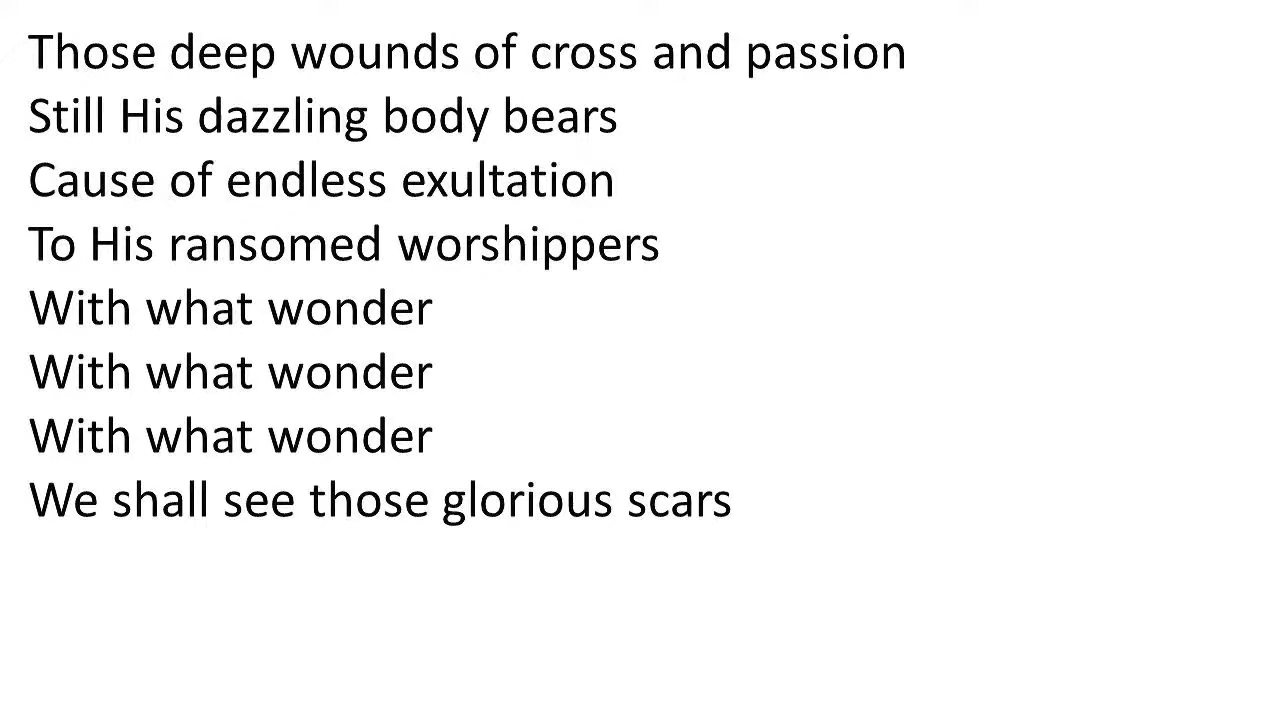 Those deep wounds of cross and passion
Still His dazzling body bears
Cause of endless exultation
To His ransomed worshippers
With what wonder
With what wonder
With what wonder
We shall see those glorious scars